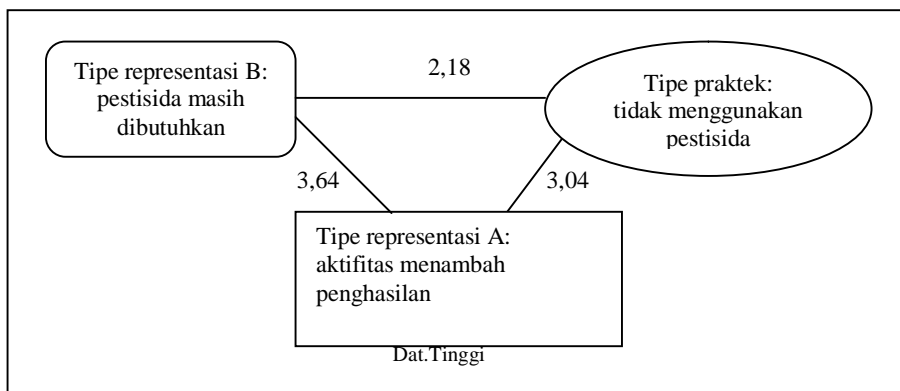 Tipe representasi B:
pestisida masih
dibutuhkan
2,18
Tipe praktek:
tidak menggunakan
pestisida
3,64
3,04
Tipe representasi A:
aktifitas menambah
penghasilan
Dat.Tinggi